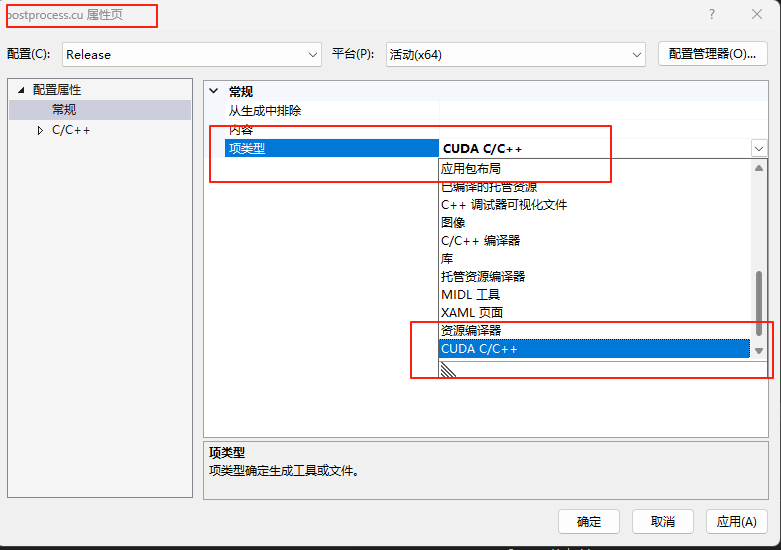 postprocess.cu 属性页
?
配置(C):
Release
平台(P):
活动(x64)
配置管理器(O)...
配置属性
常规
C/C++
常规
从生成中排除
内容
项类型
CUDA C/C++
应用包布局
已编译的托管资源
C++ 调试器可视化文件
图像
C/C++ 编译器
库
托管资源编译器
MIDL 工具
XAML 页面
资源编译器
CUDA C/C++
项类型
项类型确定生成工具或文件。
确定
取消
应用(A)